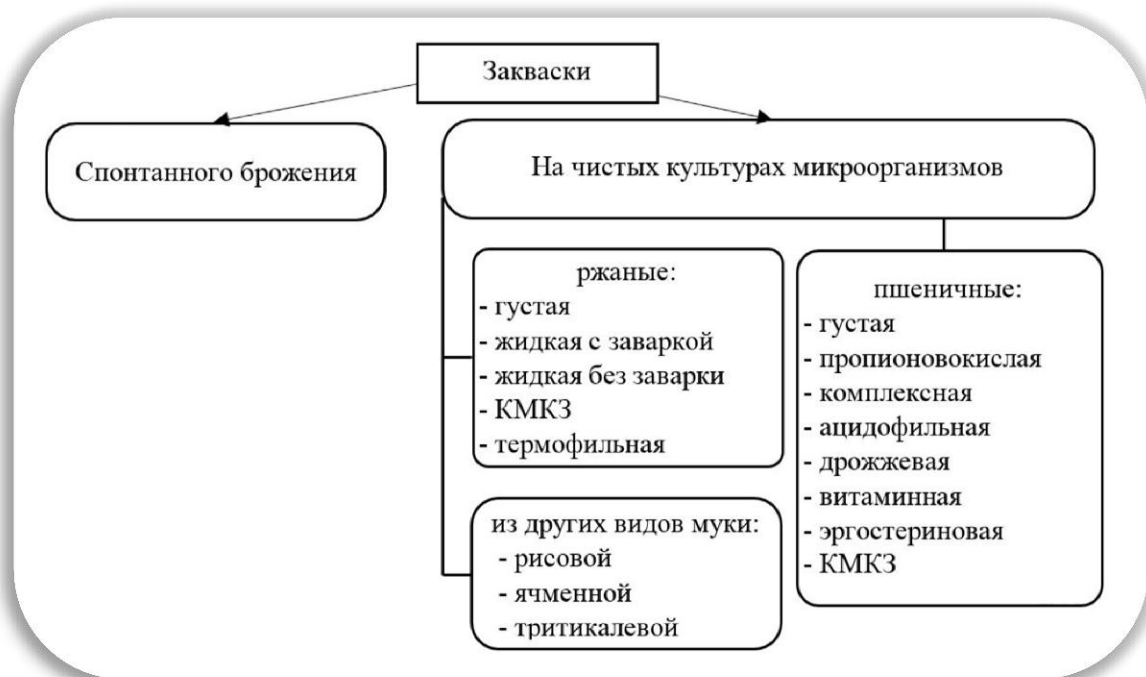 Закваски
Спонтанного брожения
На чистых культурах микроорганизмов
ржаные:
- густая
- жидкая с заваркой
- жидкая без заварки
- КМКЗ
- термофильная
из других видов муки:
- рисовой
- ячменной
- тритикалевой
пшеничные:
- густая
- пропионовокислая
- комплексная
- ацидофильная
- дрожжевая
- витаминная
- эргостериновая
- КМКЗ